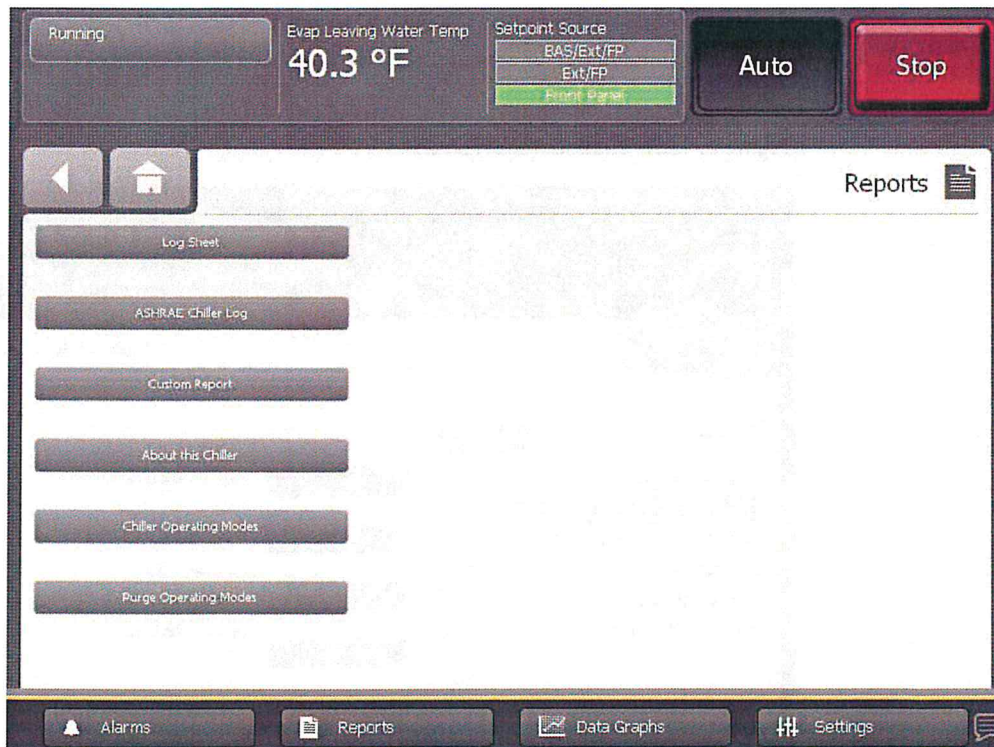 Running
Evap Leaving Water Temp
40.3 °F
Setpoint Source
BAS/Ext/FP
Ext/FP
Front Panel
Auto
Stop
Reports
Log Sheet
ASHRAE Chiller Log
Custom Report
About this Chiller
Chiller Operating Modes
Purge Operating Modes
Alarms
Reports
Data Graphs
Settings